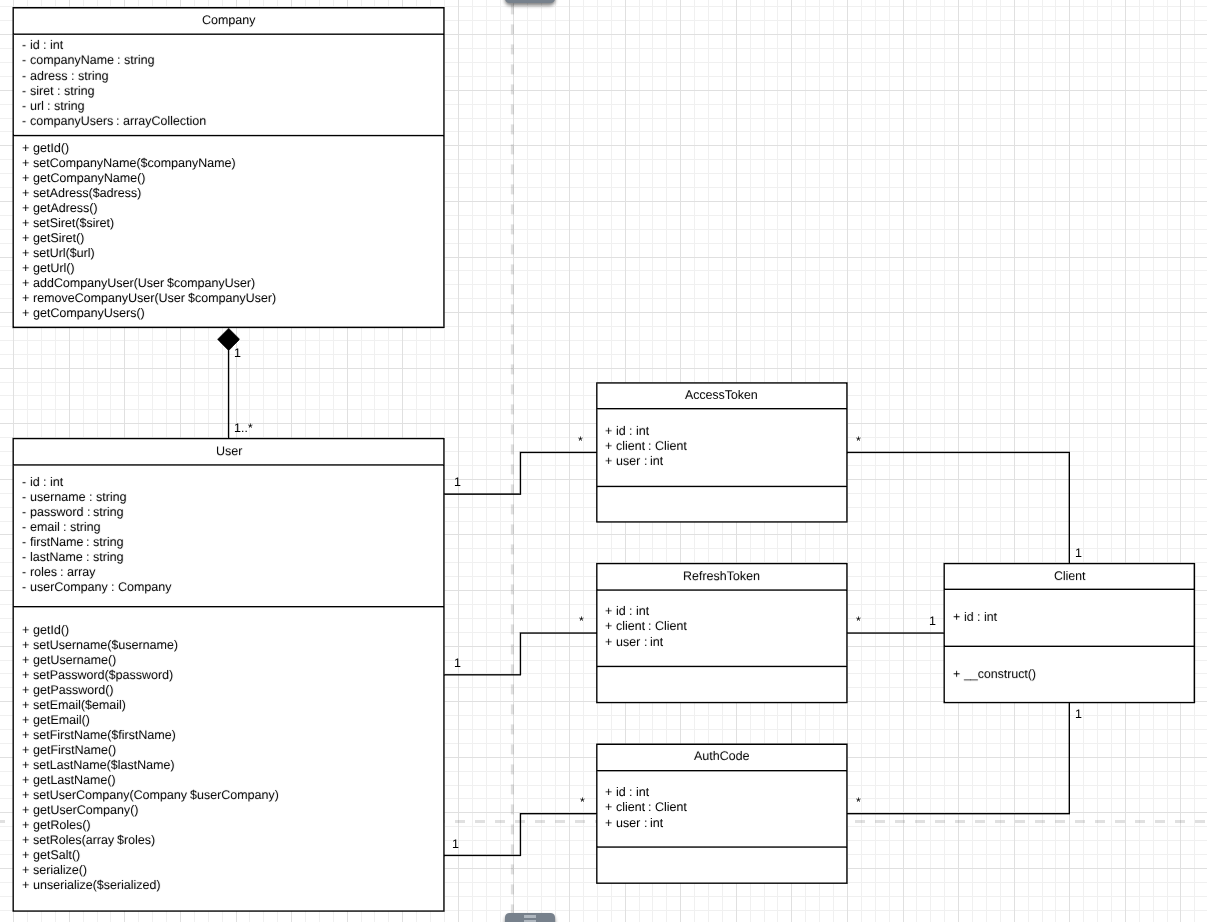 Company
- id : int
- companyName : string
- adress : string
- siret : string
- url : string
- companyUsers : arrayCollection
+ getId()
+ setCompanyName($companyName)
+ getCompanyName()
+ setAdress($adress)
+ getAdress()
+ setSiret($siret)
+ getSiret()
+ setUrl($url)
+ getUrl()
+ addCompanyUser(User $companyUser)
+ removeCompanyUser(User $companyUser)
+ getCompanyUsers()
1
1..*
User
- id : int
- username : string
- password : string
- email : string
- firstName : string
- lastName : string
- roles : array
- userCompany : Company
+ getId()
+ setUsername($username)
+ getUsername()
+ setPassword($password)
+ getPassword()
+ setEmail($email)
+ getEmail()
+ setFirstName($firstName)
+ getFirstName()
+ setLastName($lastName)
+ getLastName()
+ setUserCompany(Company $userCompany)
+ getUserCompany()
+ getRoles()
+ setRoles(array $roles)
+ getSalt()
+ serialize()
+ unserialize($serialized)
1
*
AccessToken
+ id : int
+ client : Client
+ user : int
*
1
1
*
RefreshToken
+ id : int
+ client : Client
+ user : int
*
1
Client
+ id : int
+ __construct()
1
1
*
AuthCode
+ id : int
+ client : Client
+ user : int
*